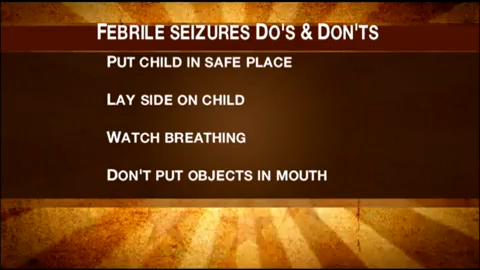 FEBRILE SEIZURES DO'S & DON'TS
PUT CHILD IN SAFE PLACE
LAY SIDE ON CHILD
WATCH BREATHING
DON'T PUT OBJECTS IN MOUTH